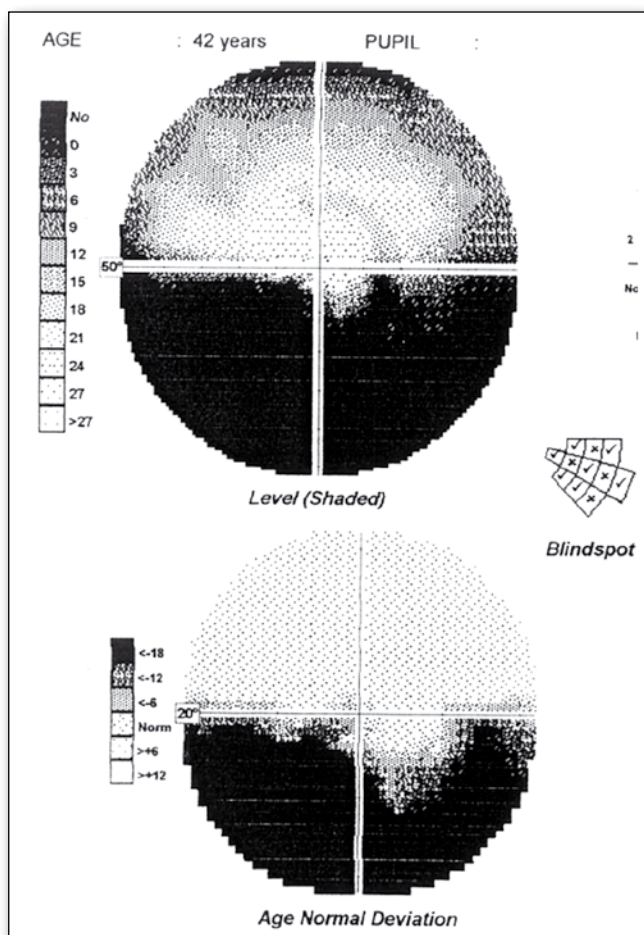 AGE : 42 years PUPIL :
No
0
3
6
9
12
15
18
21
24
27
>27
50°
2
No
Level (Shaded)
Blindspot
<-18
<-12
<-6
Norm
>+6
>+12
20°
Age Normal Deviation